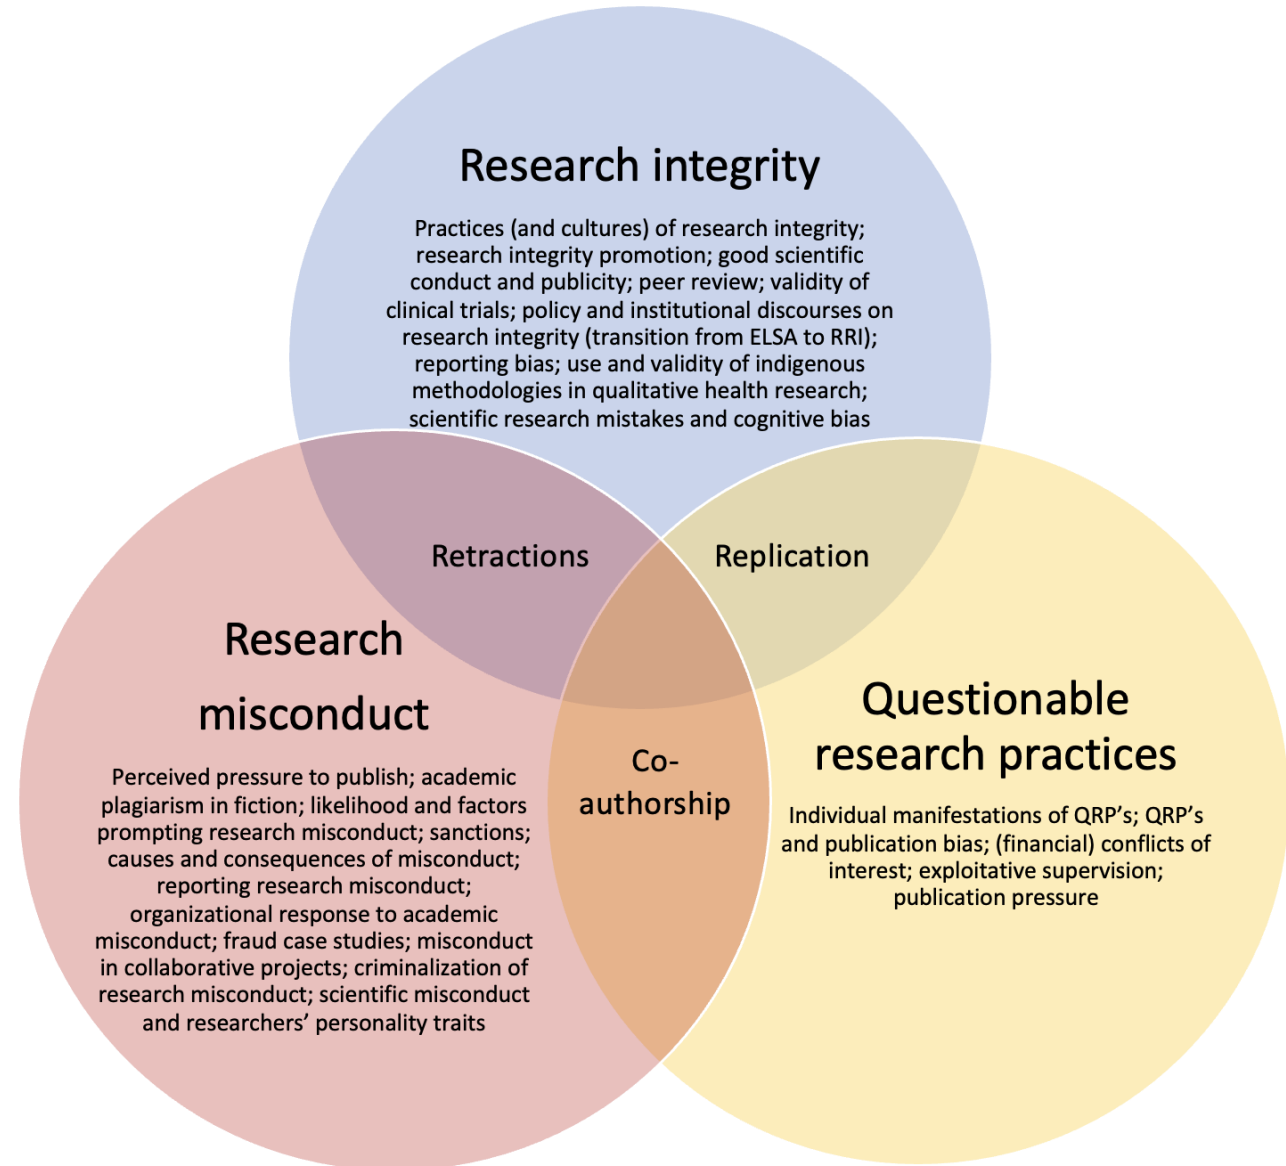 Research integrity
Practices (and cultures) of research integrity;
research integrity promotion; good scientific
conduct and publicity; peer review; validity of
clinical trials; policy and institutional discourses on
research integrity (transition from ELSA to RRI);
reporting bias; use and validity of indigenous
methodologies in qualitative health research;
scientific research mistakes and cognitive bias
Retractions
Replication
Research
misconduct
Perceived pressure to publish; academic
plagiarism in fiction; likelihood and factors
prompting research misconduct; sanctions;
causes and consequences of misconduct;
reporting research misconduct;
organizational response to academic
misconduct; fraud case studies; misconduct
in collaborative projects; criminalization of
research misconduct; scientific misconduct
and researchers’ personality traits
Co-
authorship
Questionable
research practices
Individual manifestations of QRP’s; QRP’s
and publication bias; (financial) conflicts of
interest; exploitative supervision;
publication pressure